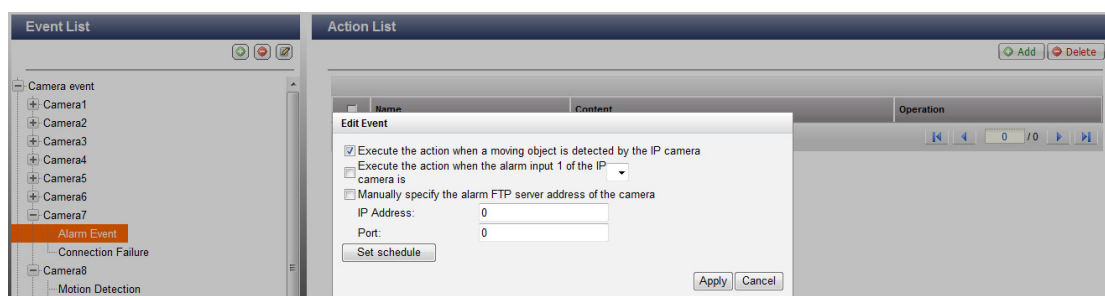 Event List
Action List
Add
Delete
Camera event
Camera1
Camera2
Camera3
Camera4
Camera5
Camera6
Camera7
Alarm Event
Connection Failure
Camera8
Motion Detection
Name Content Operation
0 / 0
Edit Event
Execute the action when a moving object is detected by the IP camera
Execute the action when the alarm input 1 of the IP
camera is
Manually specify the alarm FTP server address of the camera
IP Address: 0
Port: 0
Set schedule
Apply Cancel